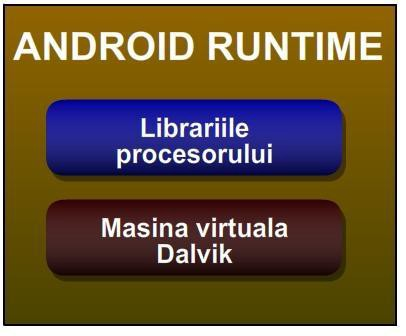 ANDROID RUNTIME
Librariile
procesorului
Masina virtuala
Dalvik